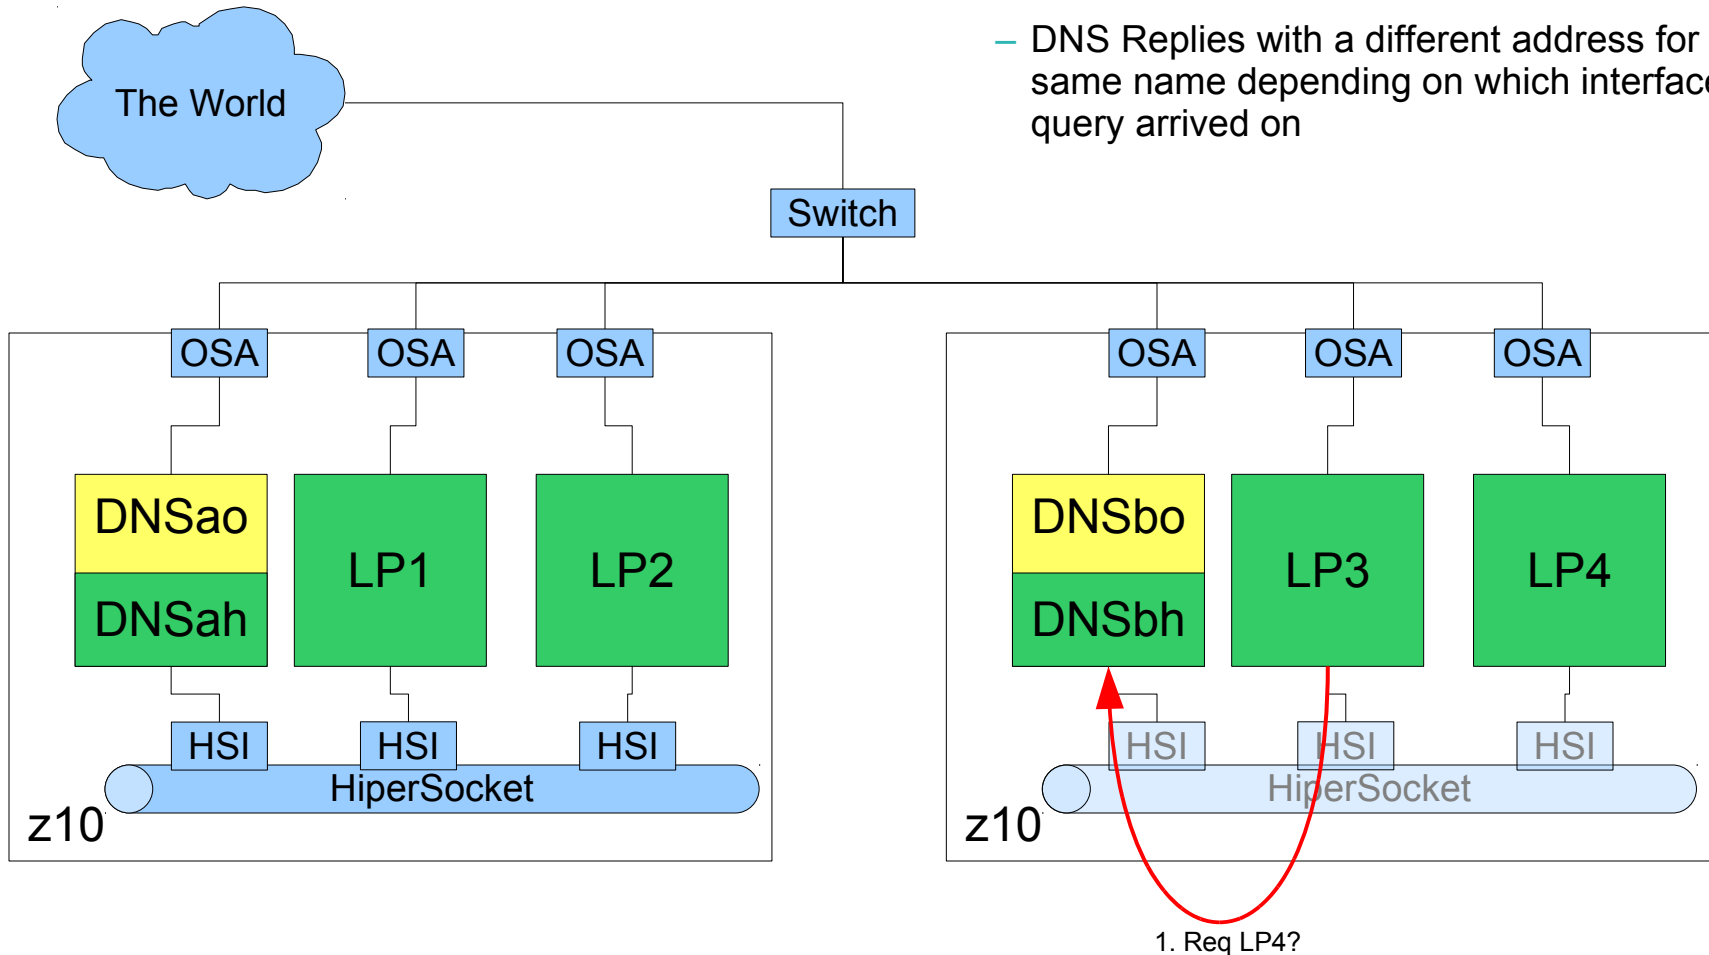 – DNS Replies with a different address for
same name depending on which interface
query arrived on
The World
Switch
OSA OSA OSA OSA OSA OSA
DNSao LP1 LP2 DNSbo LP3 LP4
DNSah DNSbh
HSI HSI HSI HSI HSI HSI
HiperSocket HiperSocket
z10 z10
1. Req LP4?